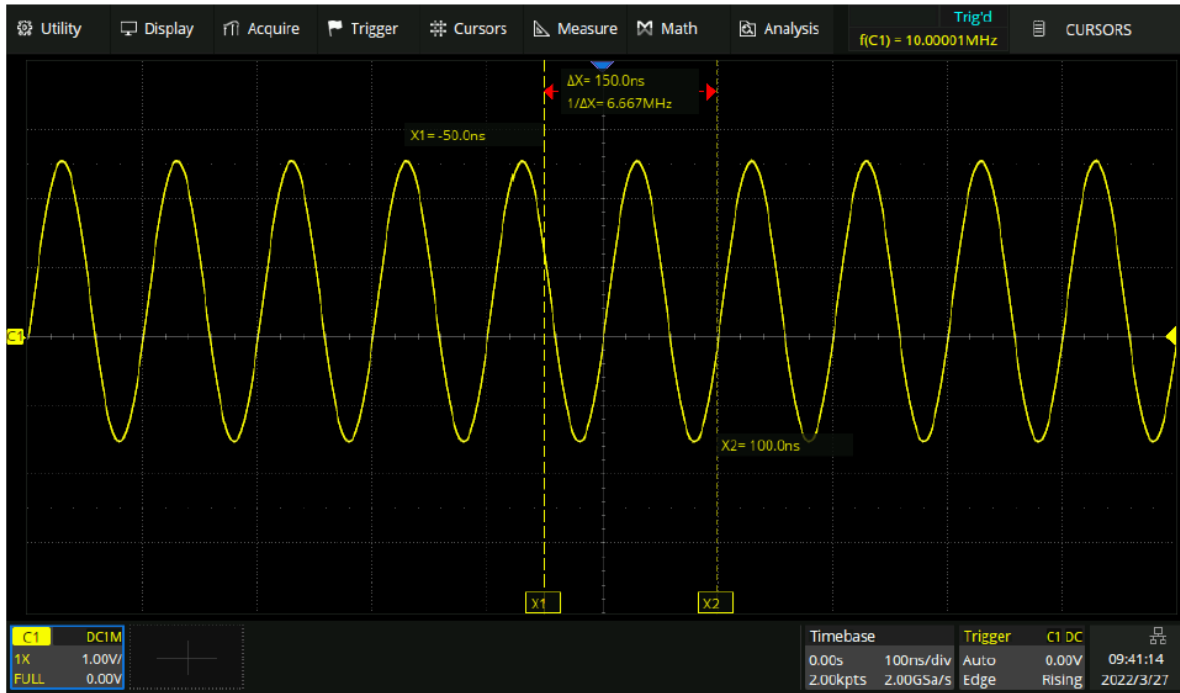 Utility Display Acquire Trigger Cursors Measure Math Analysis Trig'd CURSORS
f(C1) = 10.00001MHz
ΔX= 150.0ns
1/ΔX= 6.667MHz
X1= -50.0ns
C1
X2= 100.0ns
X1 X2
C1 DC1M Timebase Trigger C1 DC
1X 1.00V/ 0.00s 100ns/div Auto 0.00V 09:41:14
FULL 0.00V 2.00kpts 2.00GSa/s Edge Rising 2022/3/27